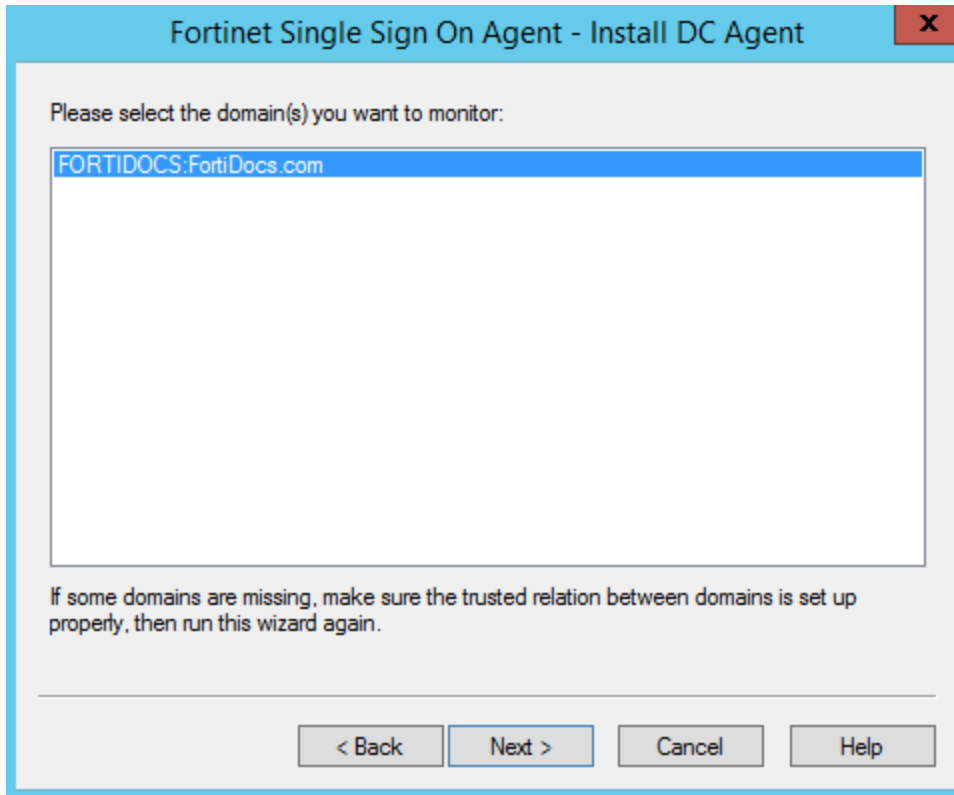 Fortinet Single Sign On Agent - Install DC Agent
x
Please select the domain(s) you want to monitor:
FORTIDOCS:FortiDocs.com
If some domains are missing, make sure the trusted relation between domains is set up
properly, then run this wizard again.
< Back
Next >
Cancel
Help